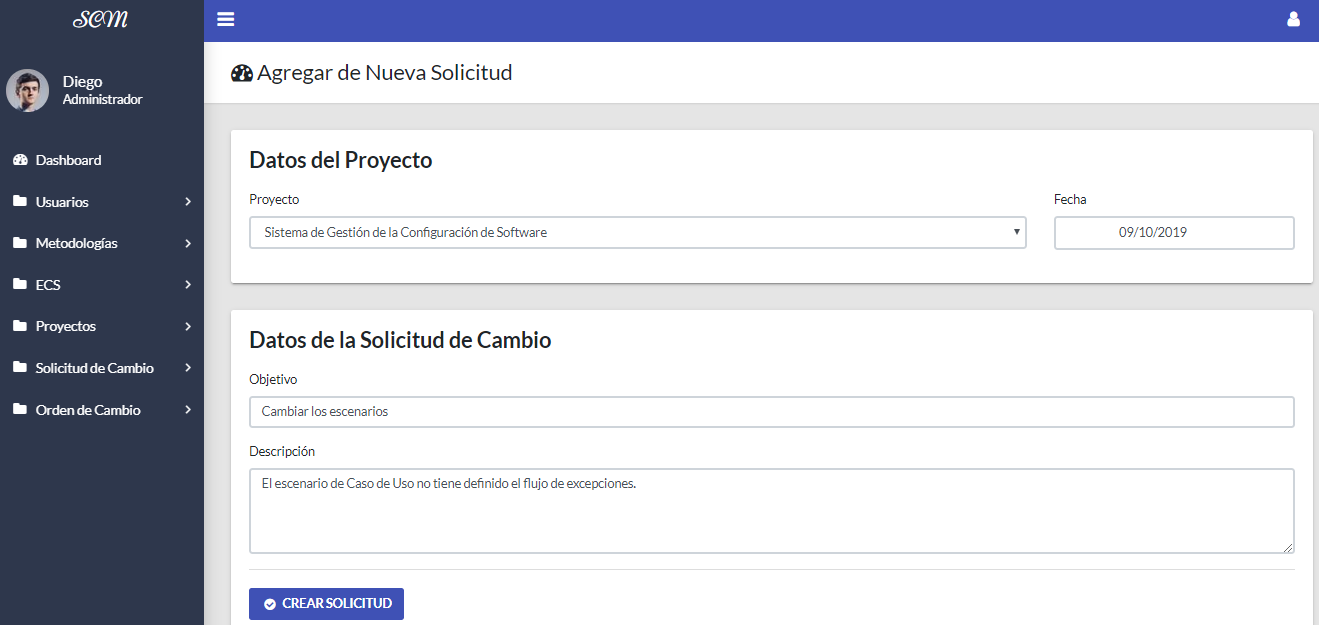 SCM
Diego
Administrador
Dashboard
Usuarios
Metodologías
ECS
Proyectos
Solicitud de Cambio
Orden de Cambio
Agregar de Nueva Solicitud
Datos del Proyecto
Proyecto
Fecha
Sistema de Gestión de la Configuración de Software
09/10/2019
Datos de la Solicitud de Cambio
Objetivo
Cambiar los escenarios
Descripción
El escenario de Caso de Uso no tiene definido el flujo de excepciones.
CREAR SOLICITUD